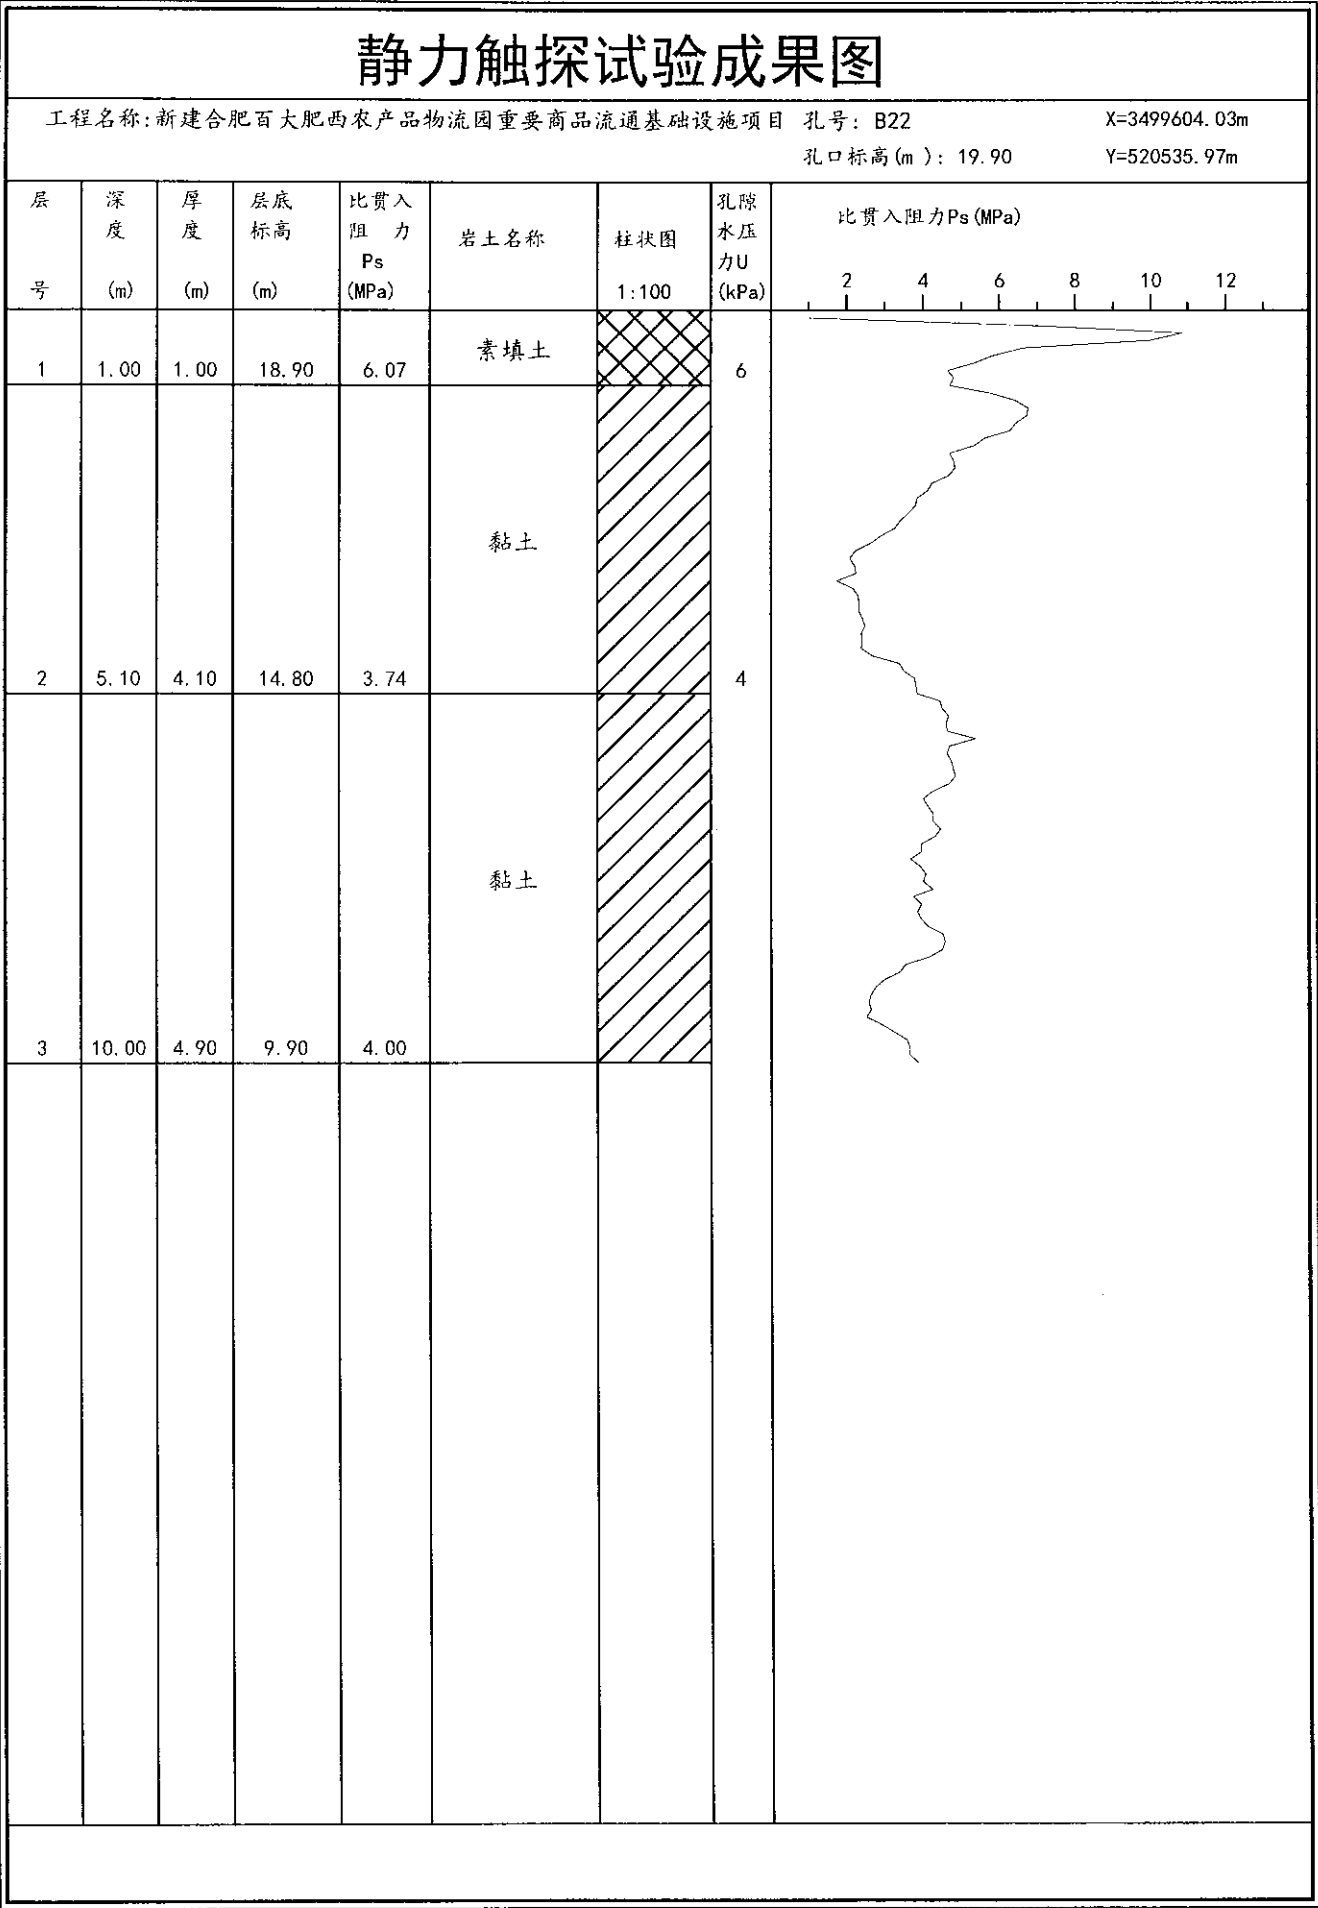 静力触探试验成果图
工程名称:新建合肥百大肥西农产品物流园重要商品流通基础设施项目 孔号: B22 X=3499604.03m
孔口标高(m ): 19.90 Y=520535.97m
层号 深度(m) 厚度(m) 层底标高(m) 比贯入阻 力Ps(MPa) 岩土名称 柱状图1:100 孔隙水压力U(kPa) 比贯入阻力Ps(MPa)
2 4 6 8 10 12
素填土
1 1.00 1.00 18.90 6.07 6
黏土
2 5.10 4.10 14.80 3.74 4
黏土
3 10.00 4.90 9.90 4.00